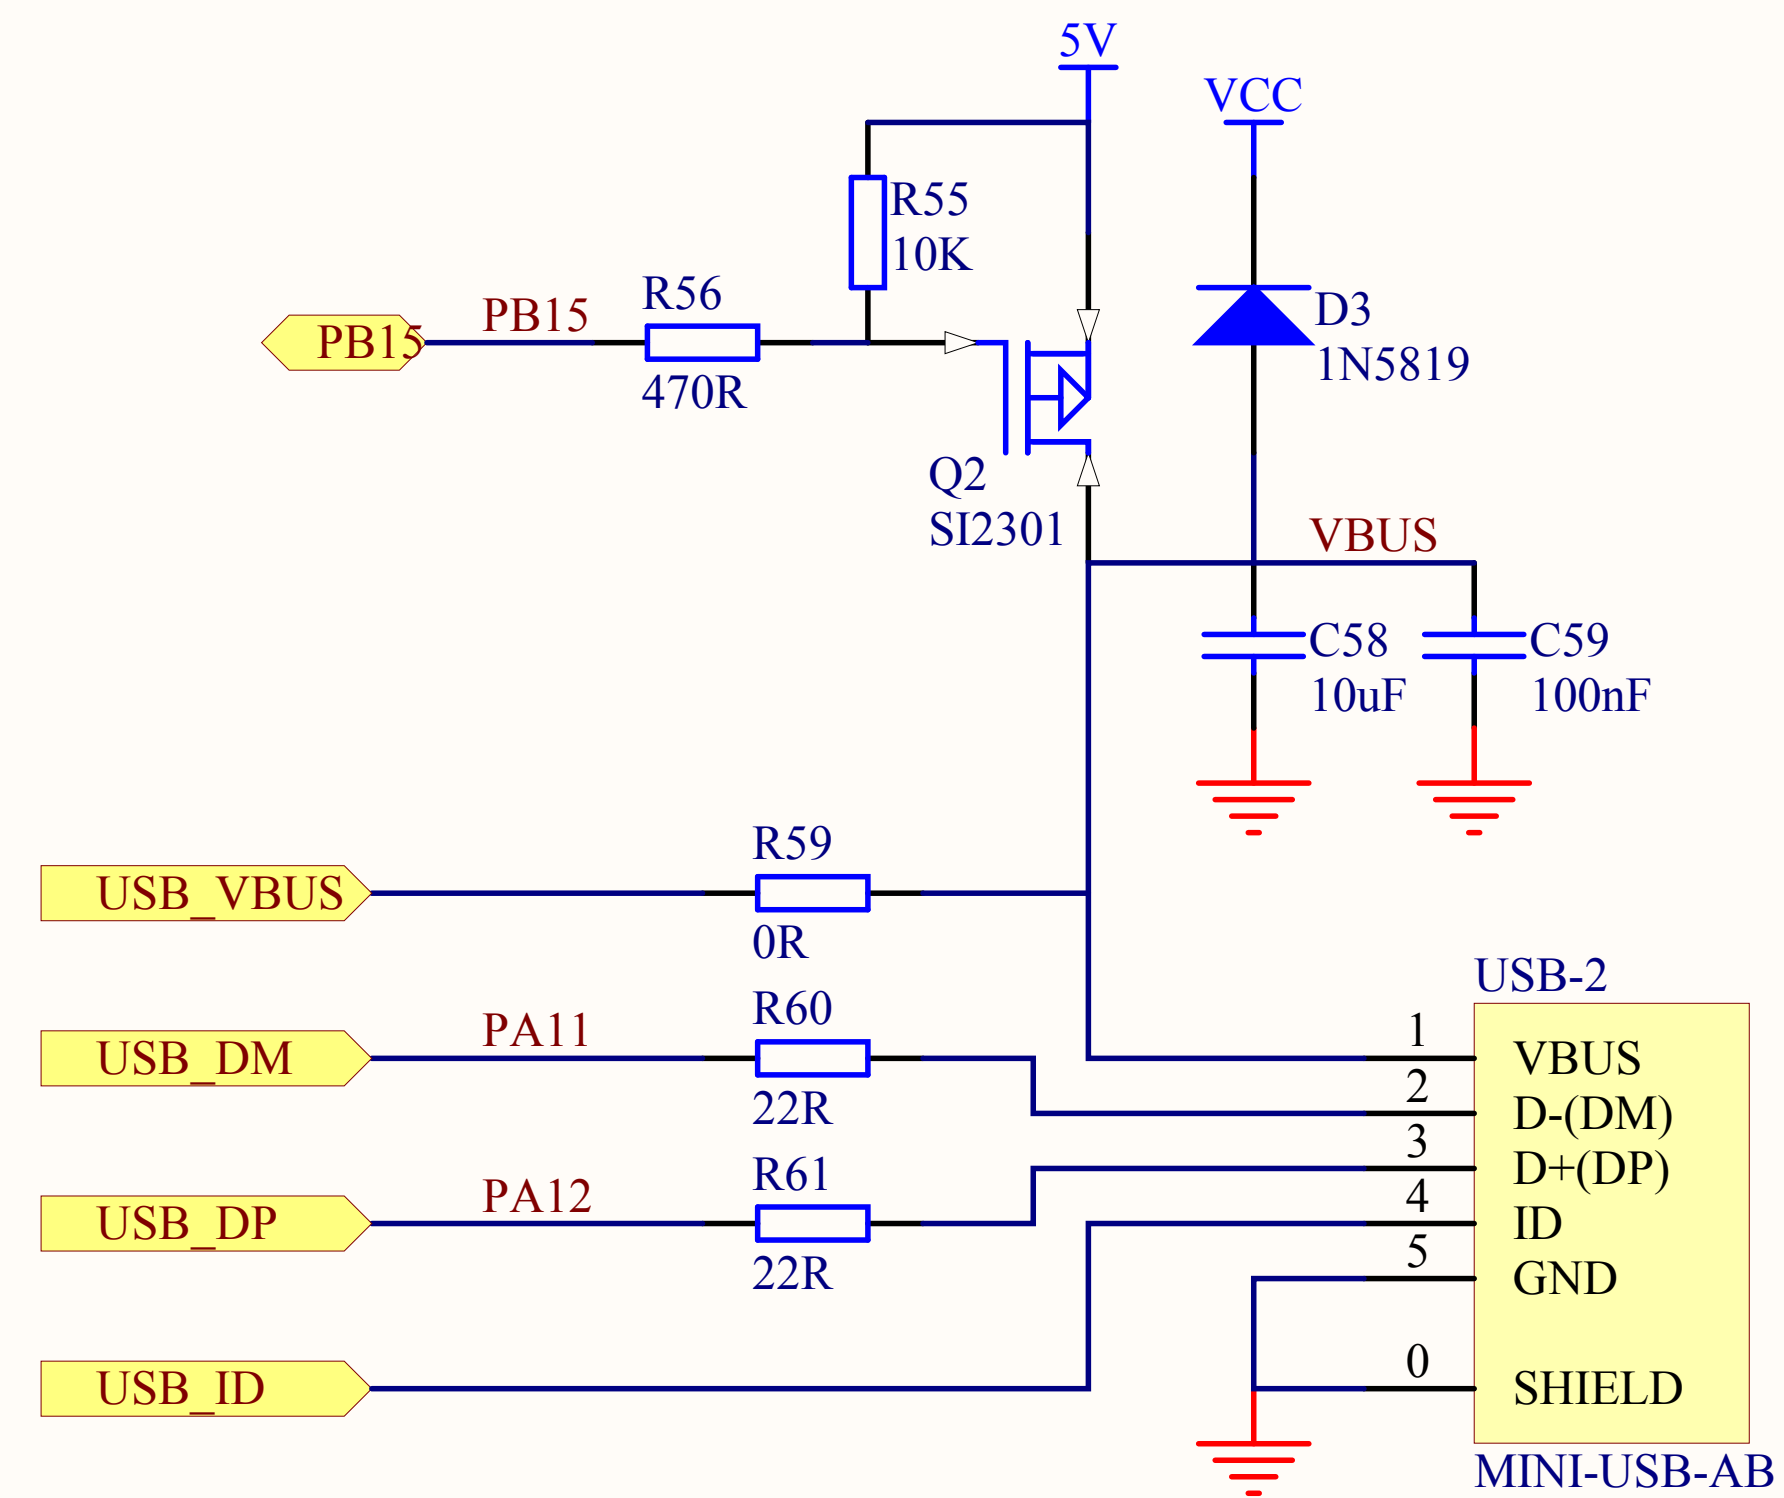 5V
VCC
R55
10K
R56
PB15
PB15
470R
D3
1N5819
Q2
SI2301
VBUS
C58
10uF
C59
100nF
R59
USB_VBUS
0R
USB-2
R60
PA11
USB_DM
22R
1
VBUS
2
D-(DM)
3
D+(DP)
R61
PA12
USB_DP
22R
4
ID
5
GND
0
SHIELD
USB_ID
MINI-USB-AB